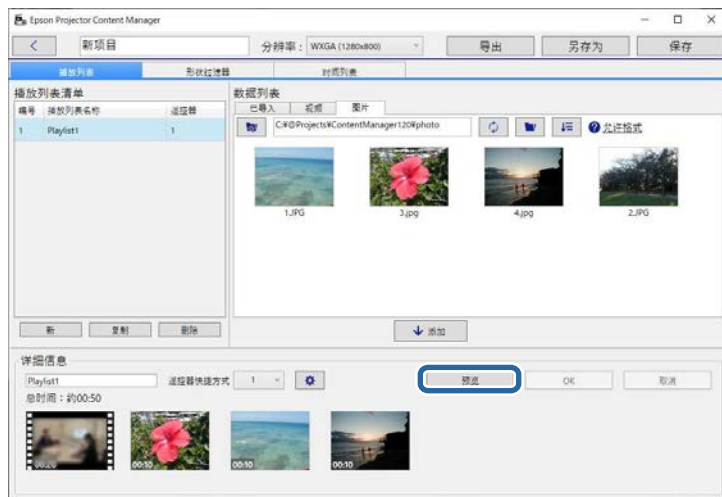 Epson Projector Content Manager
新项目 分辨率： WXGA (1280x800) 导出 另存为 保存
播放列表 形状过滤器 时间列表
播放列表清单 数据列表
编号 播放列表名称 遥控器 已导入 视频 图片
1 Playlist1 1 C:¥@Projects¥ContentManager120¥photo 允许格式
1.JPG 3.jpg 4.jpg 2.JPG
新 复制 删除 添加
详细信息
Playlist1 遥控器快捷方式 1 预览 OK 取消
总时间：约00:50
00:20 00:10 00:10 00:10